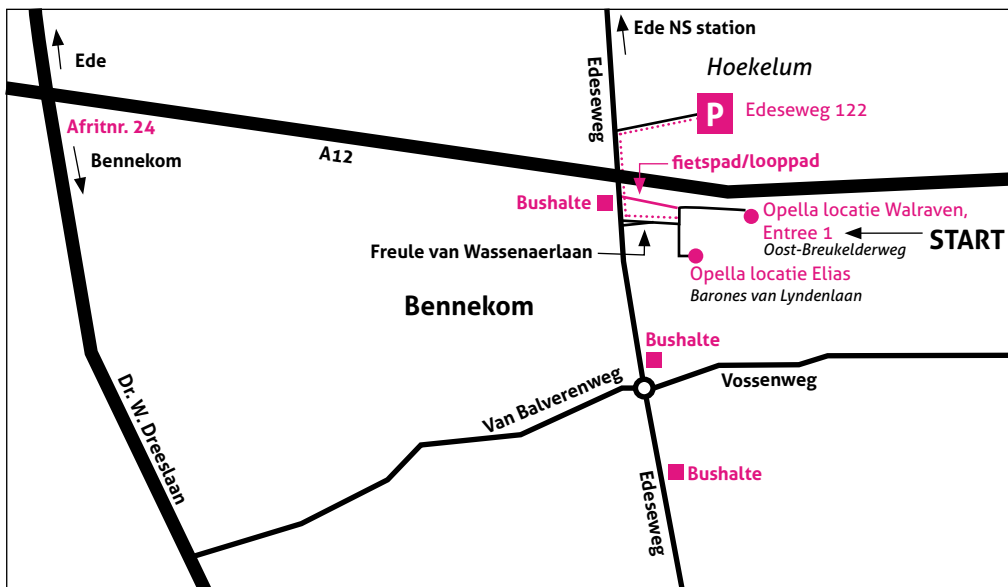 Ede NS station
Ede
Hoekelum
Edeseweg
P
Edeseweg 122
Afritnr. 24
Bennekom
A12
fietspad/looppad
Bushalte
Opella locatie Walraven,
Entree 1
START
Oost-Breukelderweg
Freule van Wassenaerlaan
Opella locatie Elias
Barones van Lyndenlaan
Bennekom
Bushalte
Vossenweg
Van Balverenweg
Dr. W. Dreeslaan
Bushalte
Edeseweg